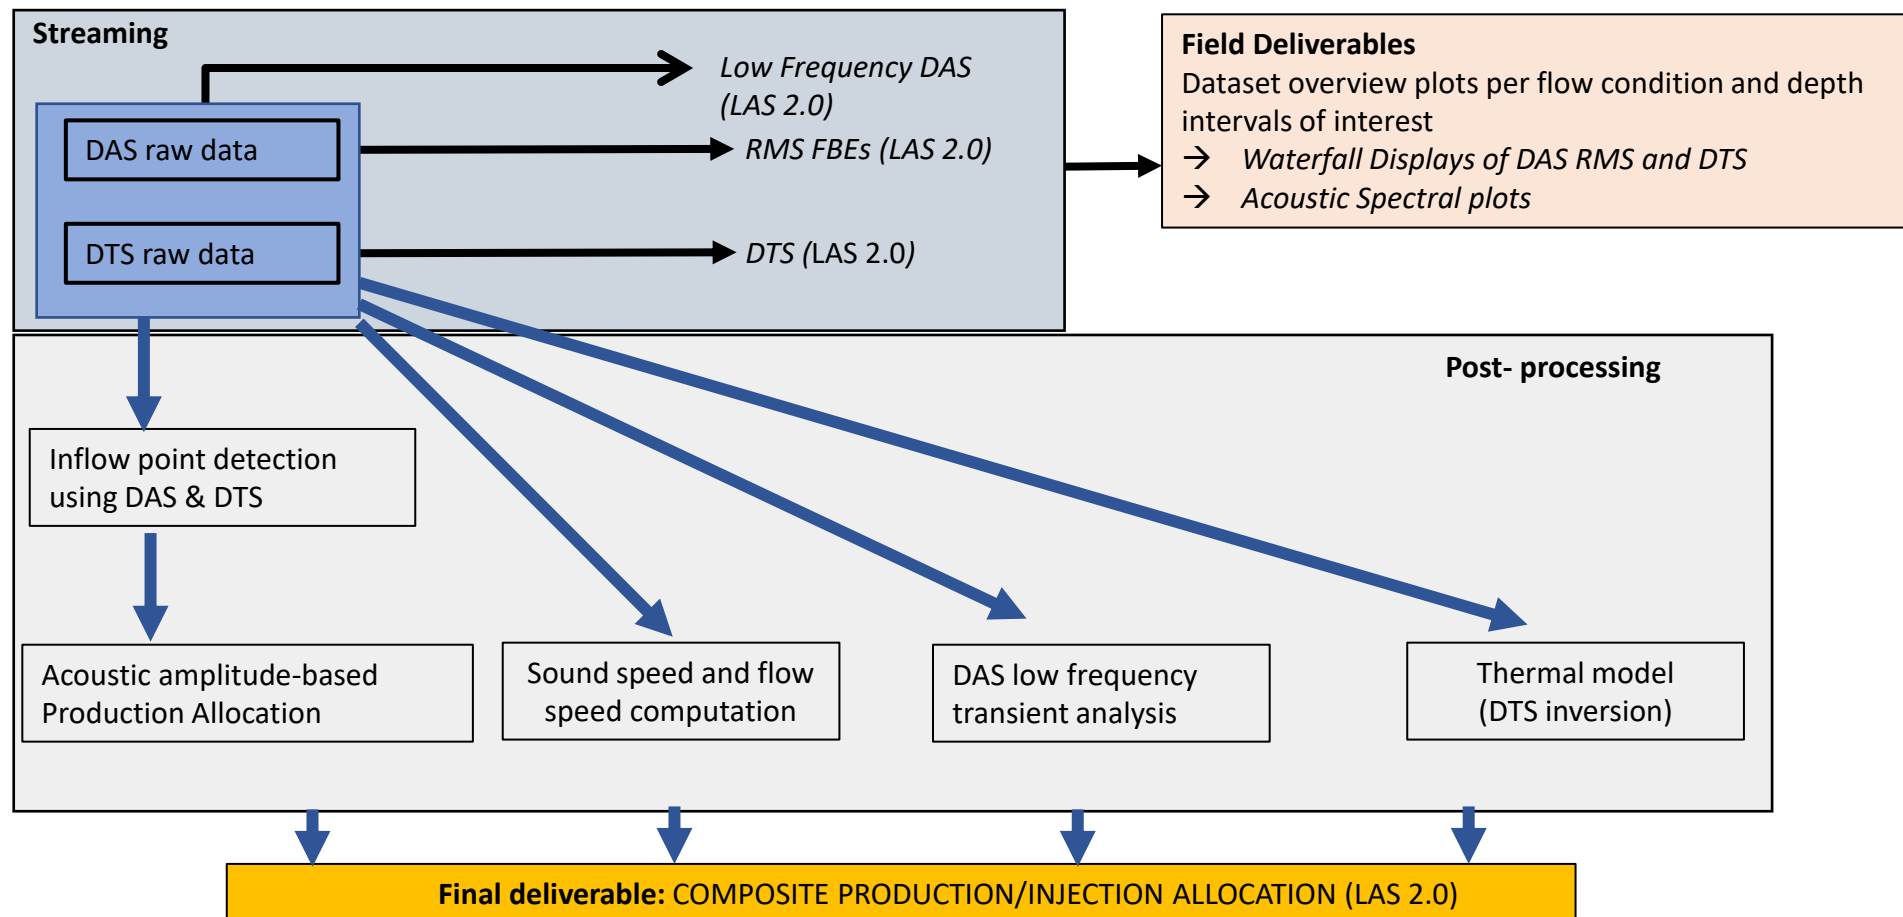 Streaming
Low Frequency DAS
(LAS 2.0)
DAS raw data
RMS FBEs (LAS 2.0)
DTS raw data
DTS (LAS 2.0)
Field Deliverables
Dataset overview plots per flow condition and depth
intervals of interest
→ Waterfall Displays of DAS RMS and DTS
→ Acoustic Spectral plots
Post- processing
Inflow point detection
using DAS & DTS
Acoustic amplitude-based
Production Allocation
Sound speed and flow
speed computation
DAS low frequency
transient analysis
Thermal model
(DTS inversion)
Final deliverable: COMPOSITE PRODUCTION/INJECTION ALLOCATION (LAS 2.0)